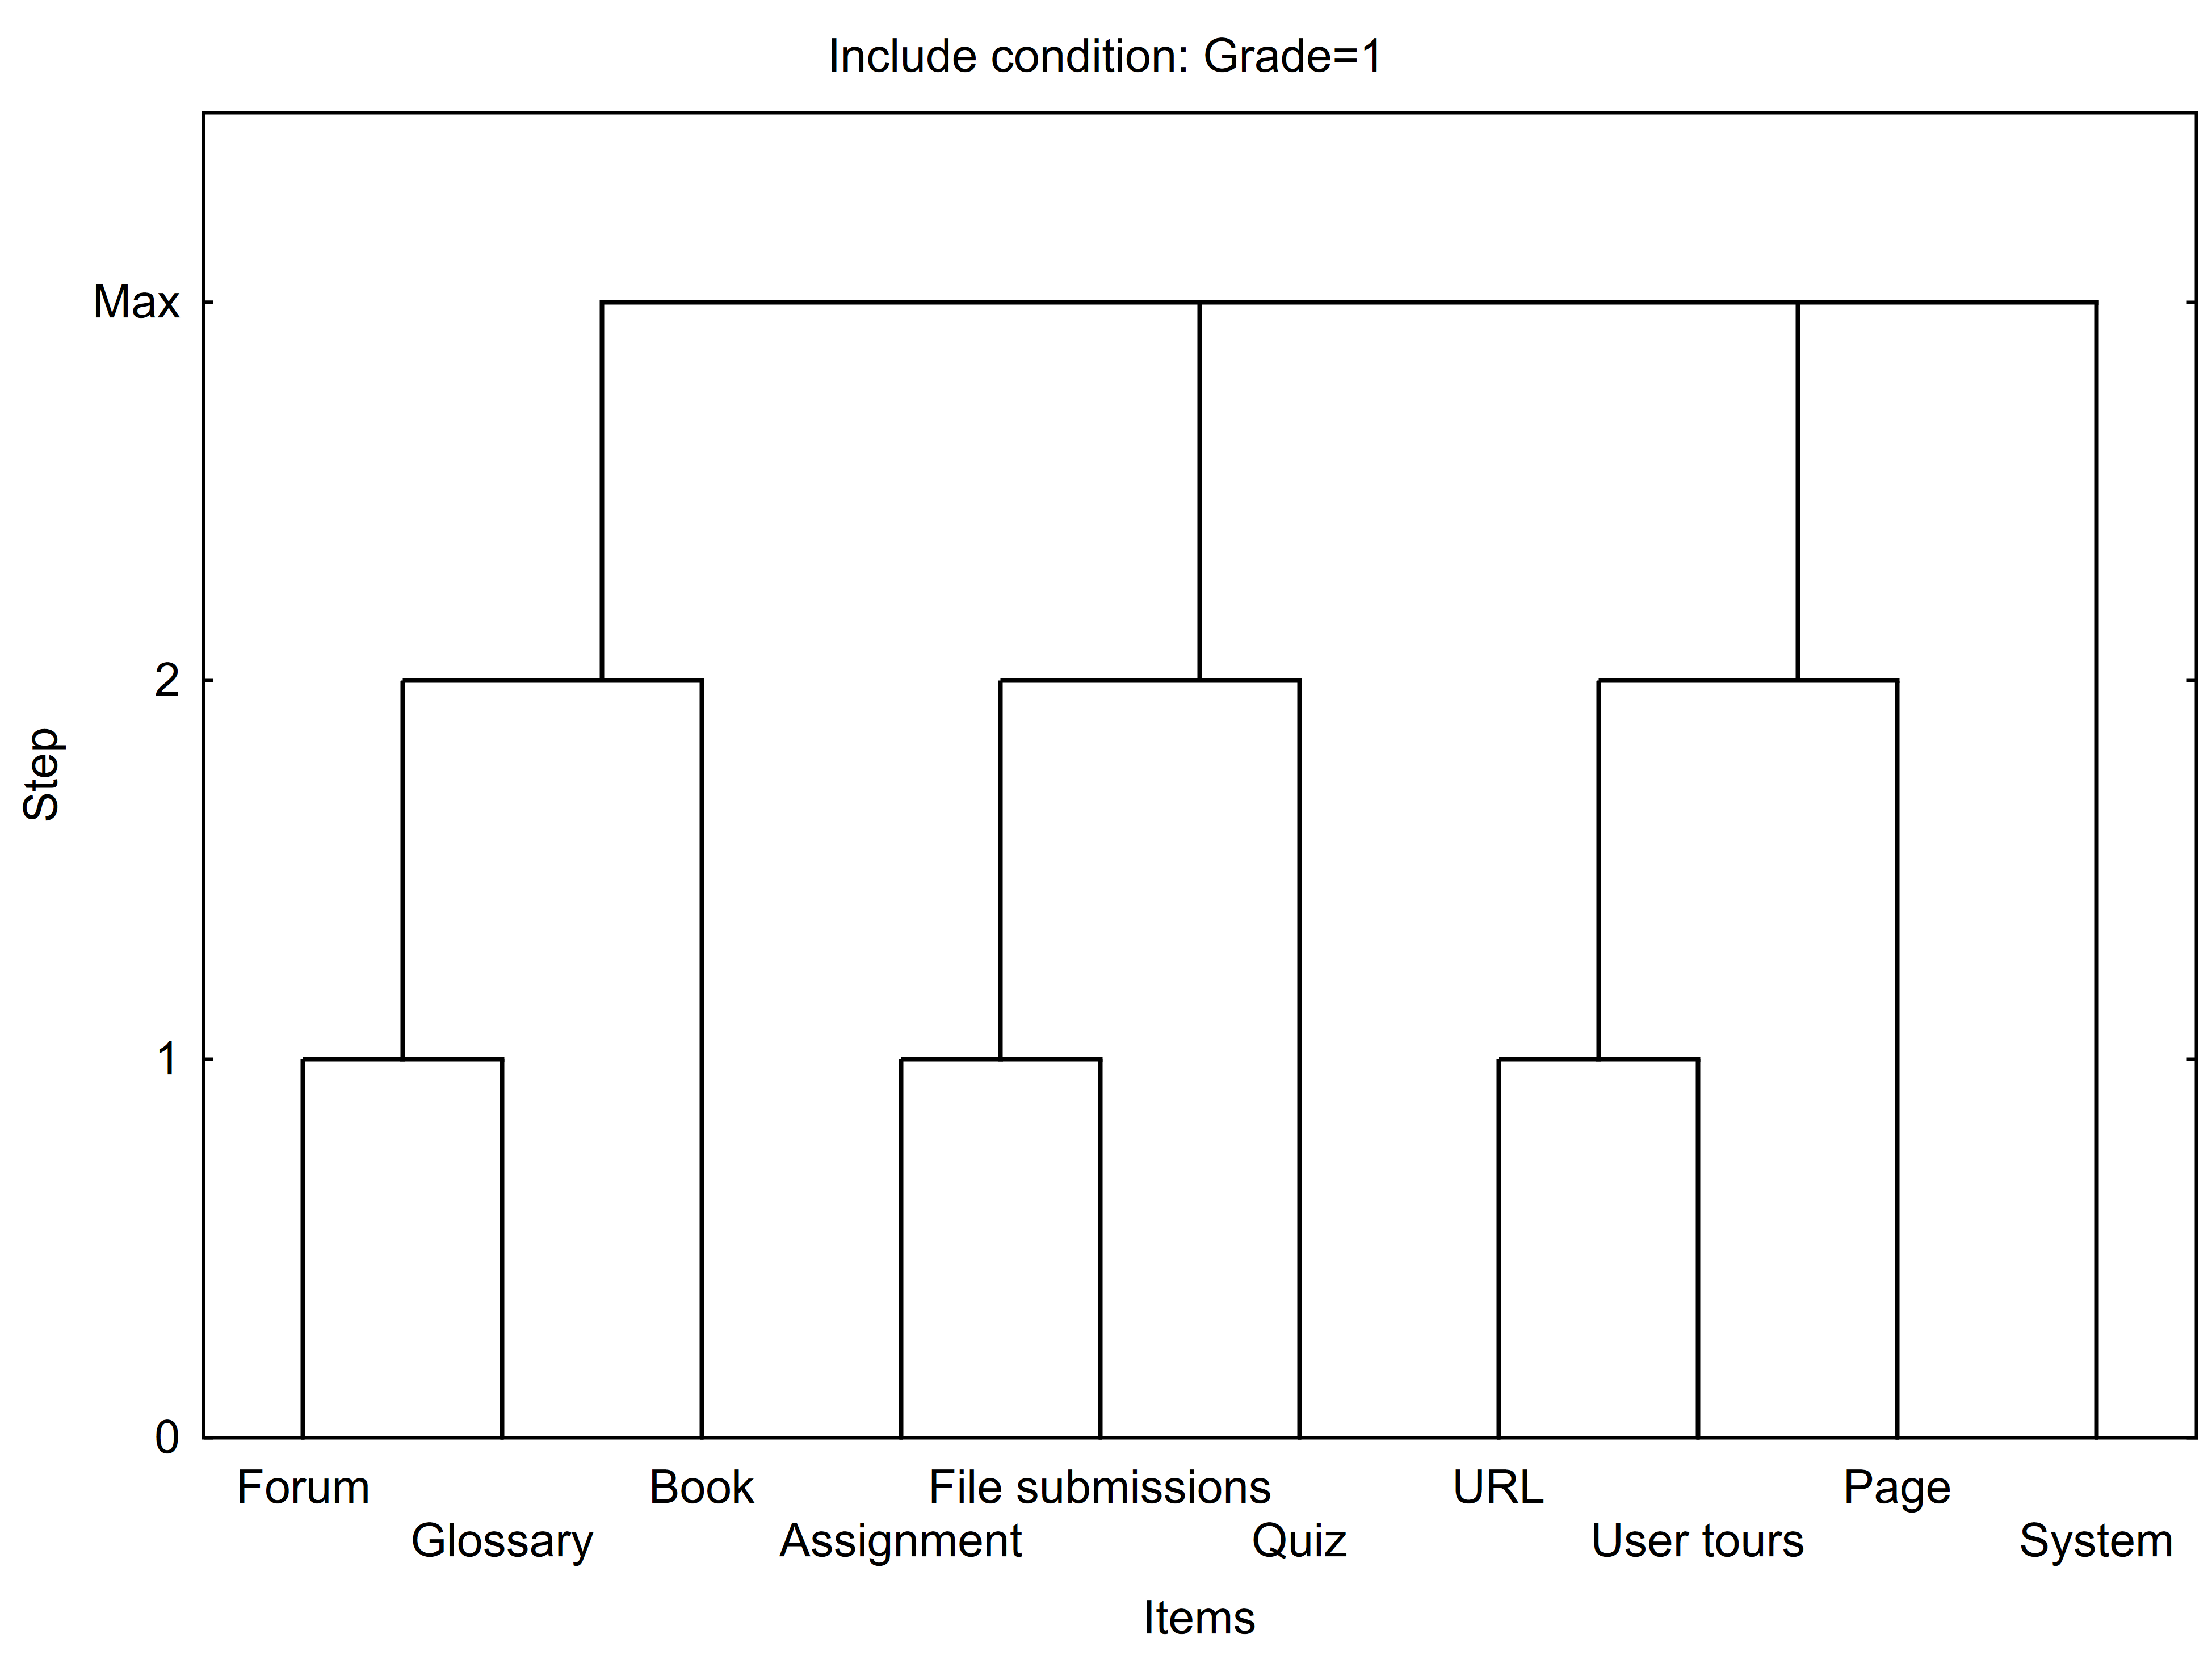 Include condition: Grade=1
Max
2
1
0
Step
Forum
Book
File submissions
URL
Page
Glossary
Assignment
Quiz
User tours
System
Items